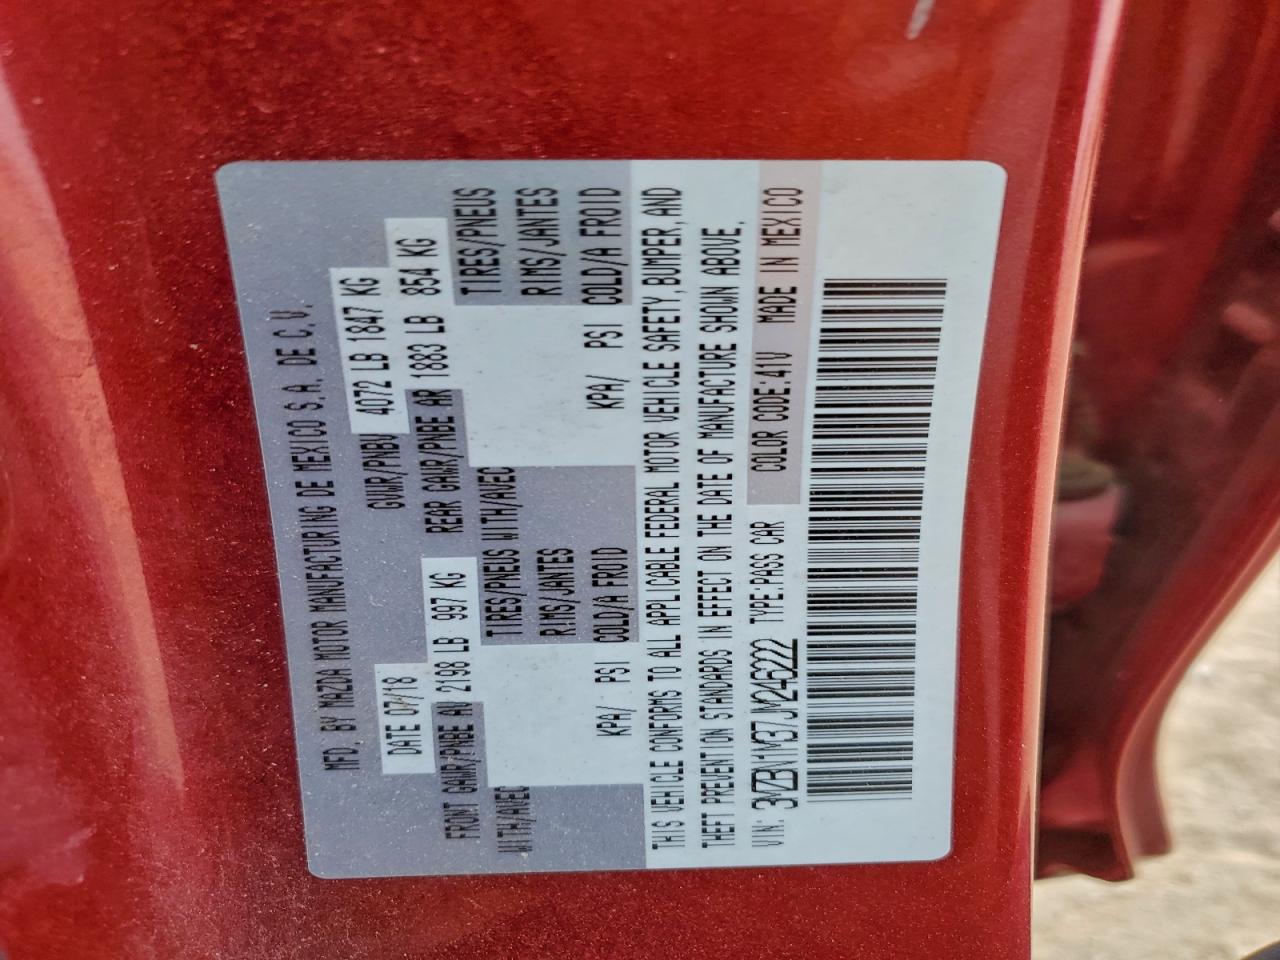 MFD. BY MAZDA MOTOR MANUFACTURING DE MEXICO S.A. DE C.V.
DATE 07/18 GVWR/PNBV 4072 LB 1847 KG
FRONT GAWR/PNBE AV 2198 LB 997 KG REAR GAWR/PNBE AR 1883 LB 854 KG
WITH/AVEC TIRES/PNEUS WITH/AVEC TIRES/PNEUS
RIMS/JANTES RIMS/JANTES
KPA/ PSI COLD/A FROID KPA/ PSI COLD/A FROID
THIS VEHICLE CONFORMS TO ALL APPLICABLE FEDERAL MOTOR VEHICLE SAFETY, BUMPER, AND
THEFT PREVENTION STANDARDS IN EFFECT ON THE DATE OF MANUFACTURE SHOWN ABOVE.
VIN: 3MZBN1M37JM246222 TYPE:PASS CAR COLOR CODE:41V MADE IN MEXICO